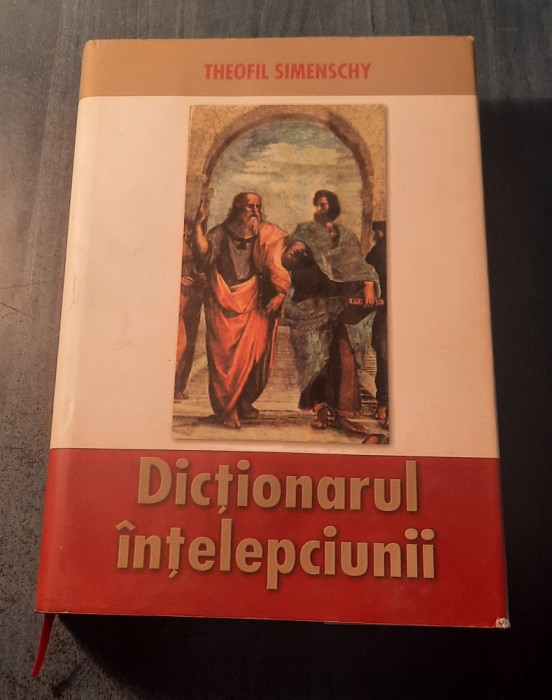 THEOFIL SIMENSCHY
Dicționarul
înțelepciunii